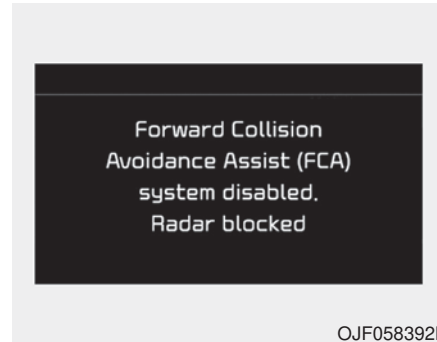 Forward Collision
Avoidance Assist (FCA)
system disabled.
Radar blocked
OJF058392